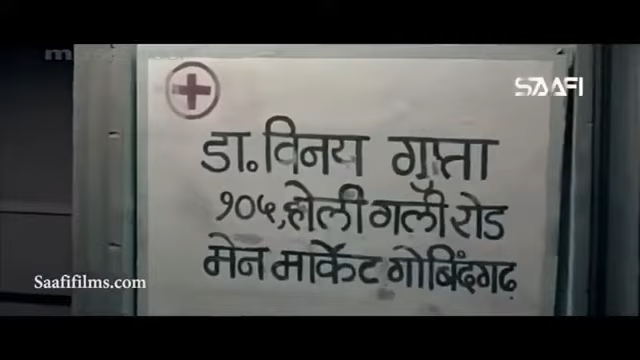 SAAFI
डा. विनय गुप्ता
१०५, होली गली रोड
मेन मार्केट गोबिंदगढ़
Saafifilms.com